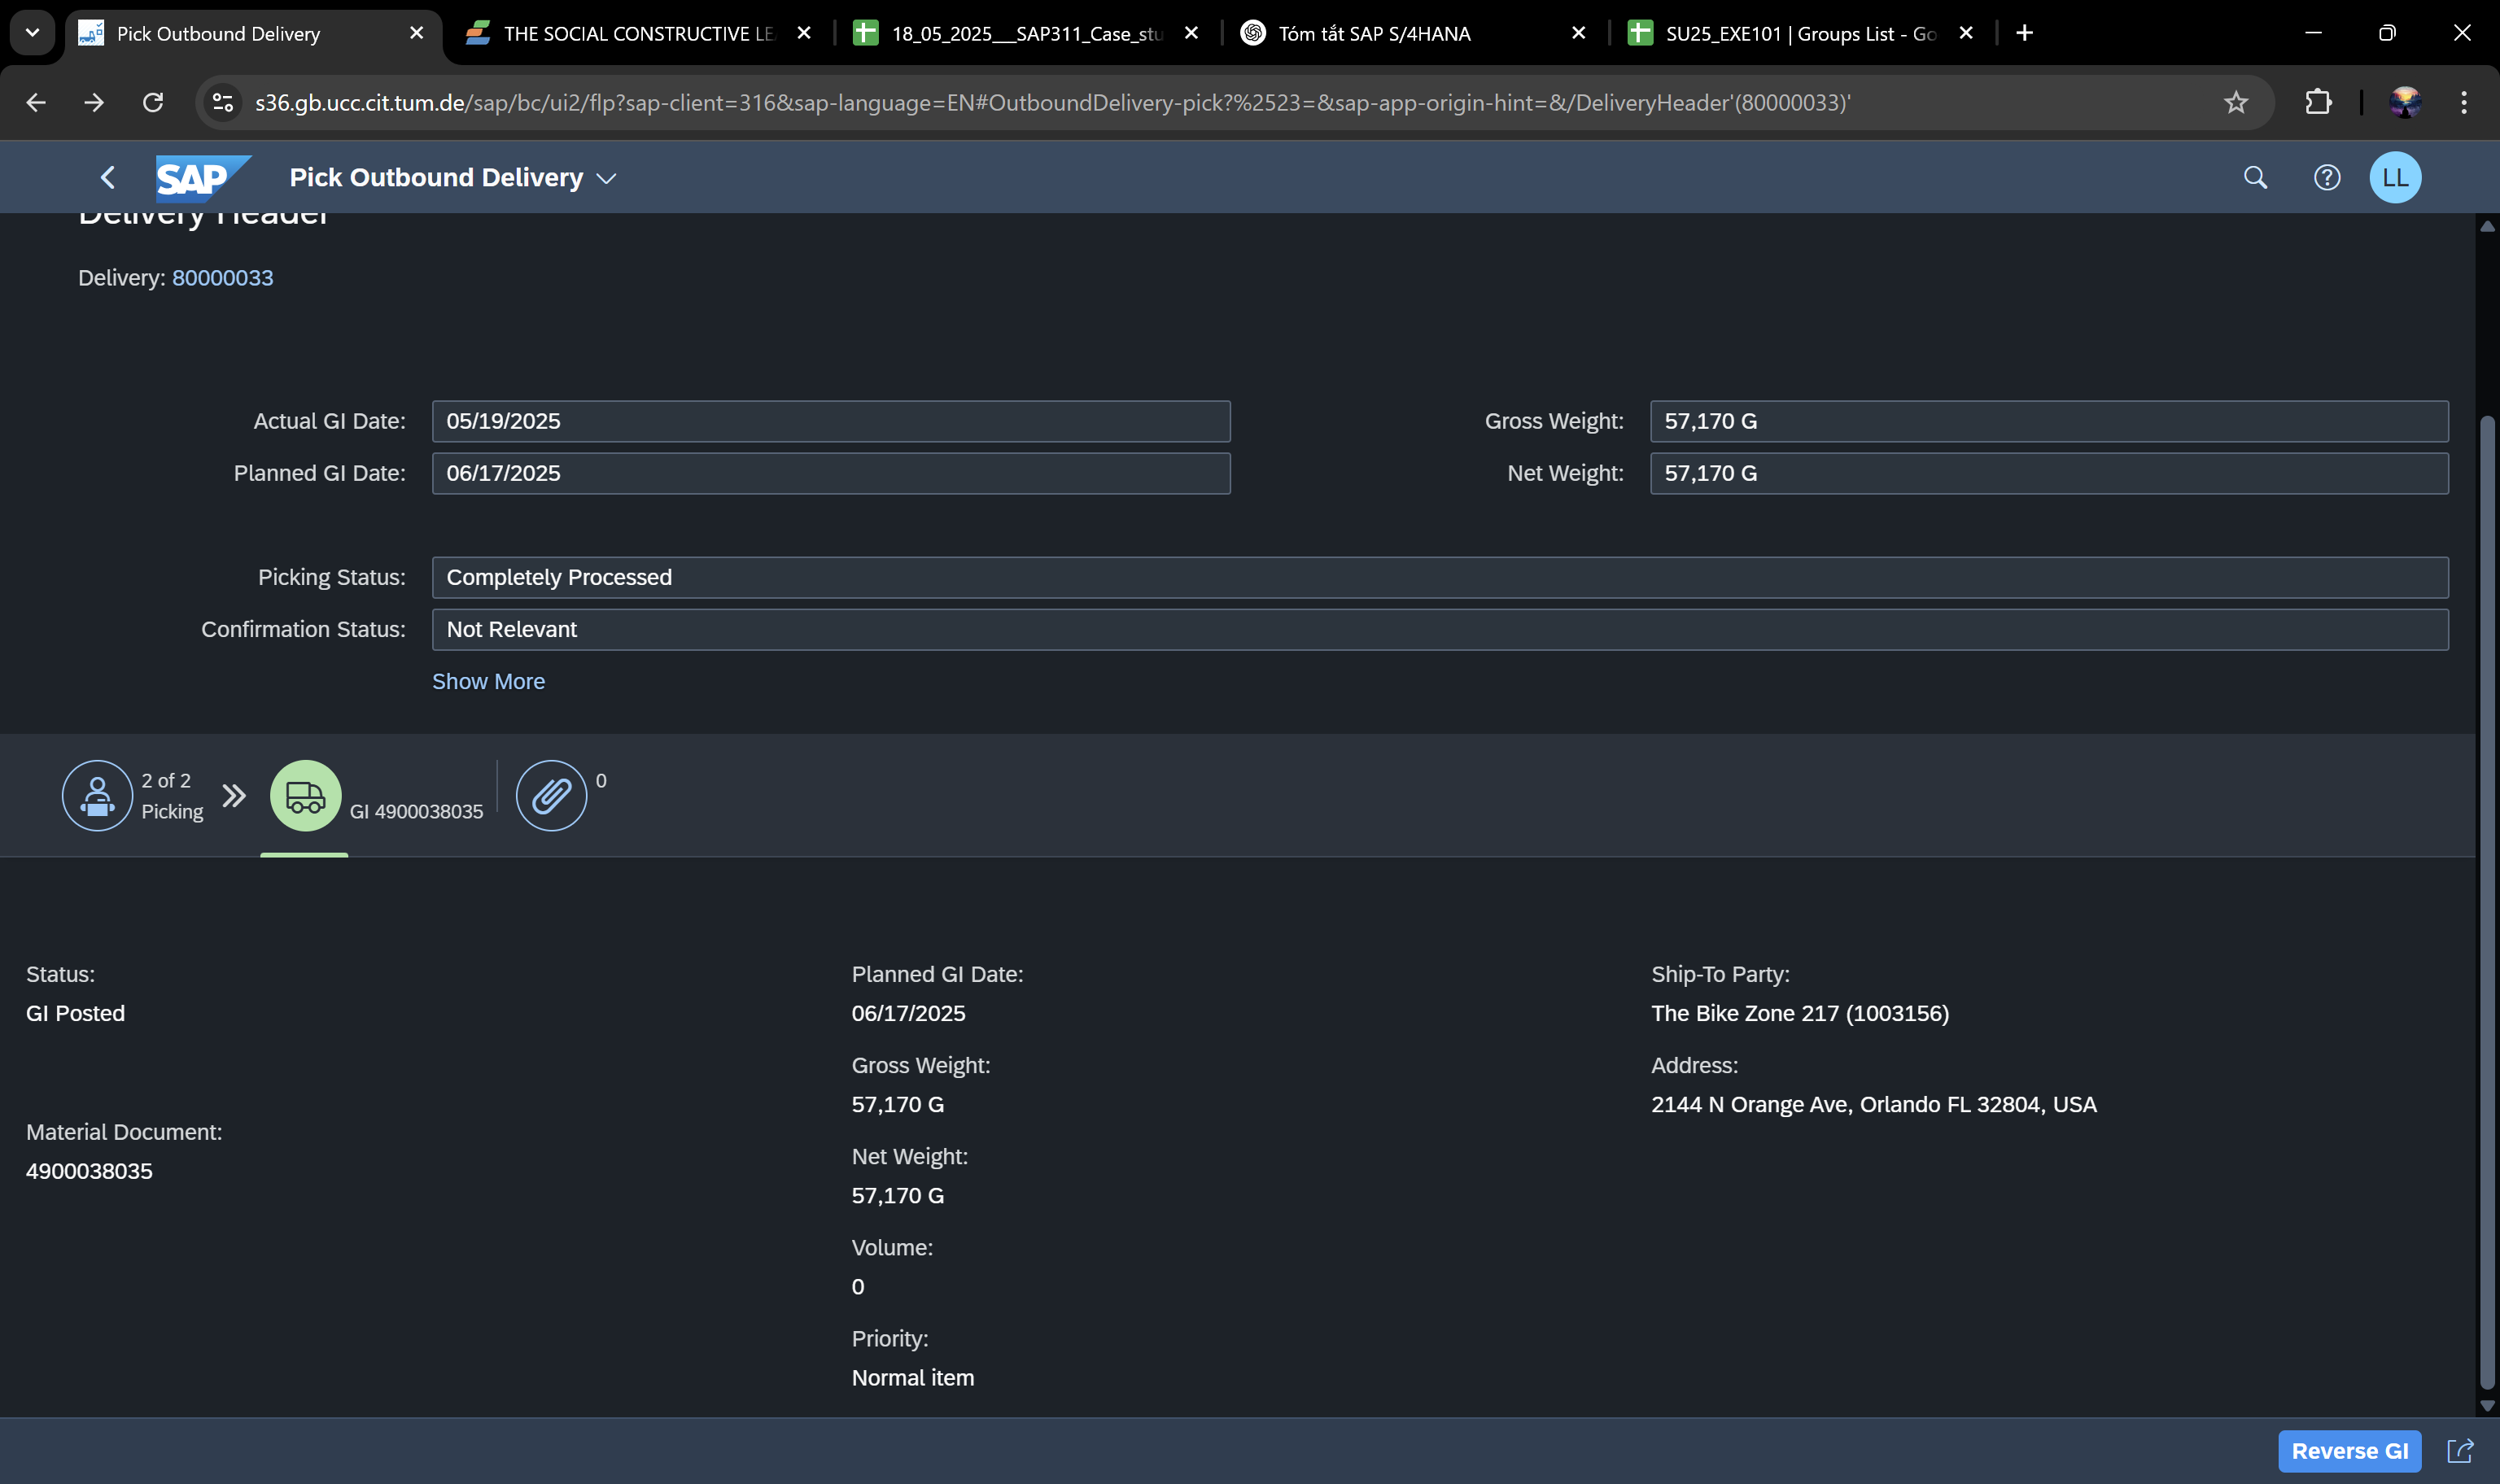 Pick Outbound Delivery
THE SOCIAL CONSTRUCTIVE LE
18_05_2025___SAP311_Case_stu
Tóm tắt SAP S/4HANA
SU25_EXE101 | Groups List - Go
s36.gb.ucc.cit.tum.de/sap/bc/ui2/flp?sap-client=316&sap-language=EN#OutboundDelivery-pick?%2523=&sap-app-origin-hint=&/DeliveryHeader'(80000033)'
SAP
Pick Outbound Delivery
LL
Delivery Header
Delivery: 80000033
Actual GI Date: 05/19/2025
Gross Weight: 57,170 G
Planned GI Date: 06/17/2025
Net Weight: 57,170 G
Picking Status: Completely Processed
Confirmation Status: Not Relevant
Show More
2 of 2
Picking
GI 4900038035
0
Status:
GI Posted
Material Document:
4900038035
Planned GI Date:
06/17/2025
Gross Weight:
57,170 G
Net Weight:
57,170 G
Volume:
0
Priority:
Normal item
Ship-To Party:
The Bike Zone 217 (1003156)
Address:
2144 N Orange Ave, Orlando FL 32804, USA
Reverse GI